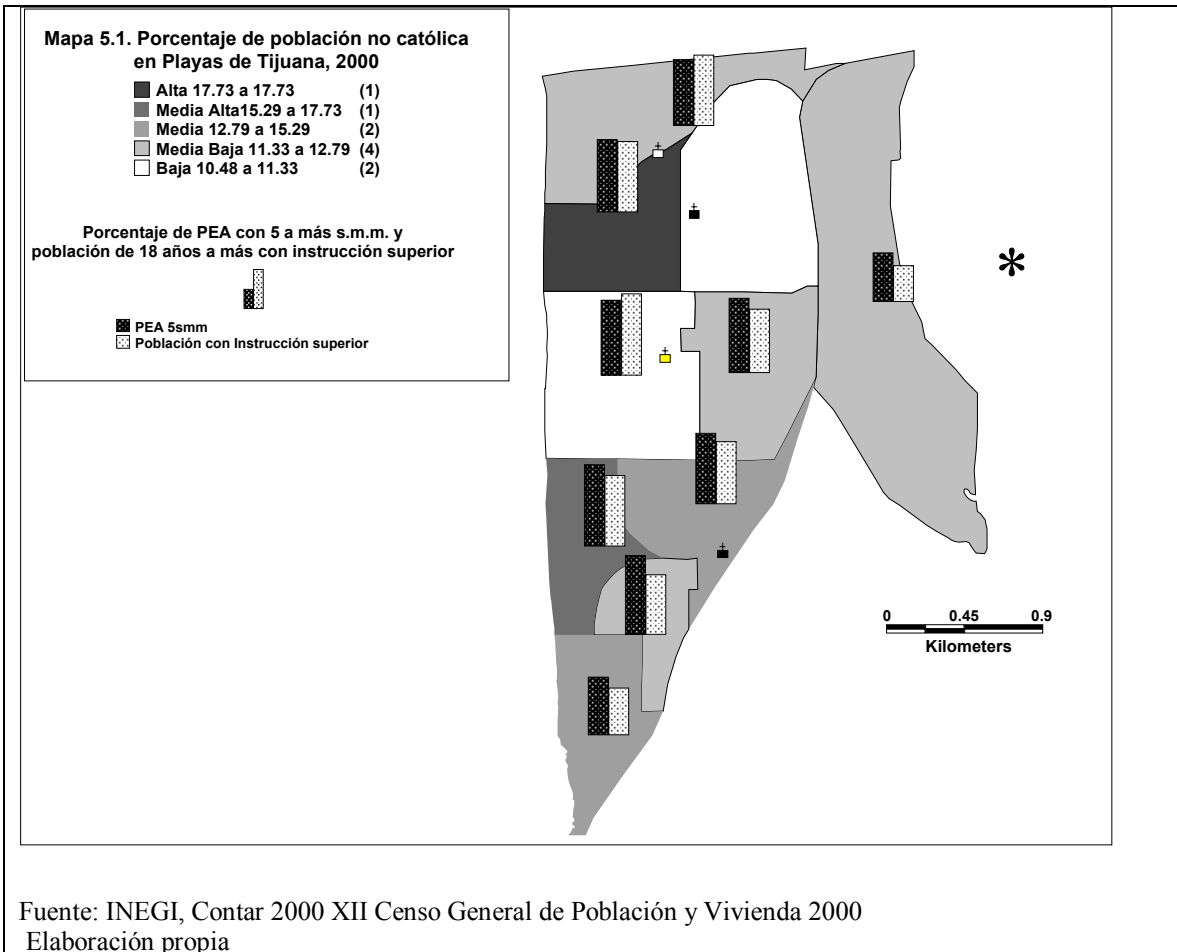 Mapa 5.1. Porcentaje de población no católica
en Playas de Tijuana, 2000
Alta 17.73 a 17.73 (1)
Media Alta15.29 a 17.73 (1)
Media 12.79 a 15.29 (2)
Media Baja 11.33 a 12.79 (4)
Baja 10.48 a 11.33 (2)
Porcentaje de PEA con 5 a más s.m.m. y
población de 18 años a más con instrucción superior
PEA 5smm
Población con Instrucción superior
*
0 0.45 0.9
Kilometers
Fuente: INEGI, Contar 2000 XII Censo General de Población y Vivienda 2000
Elaboración propia